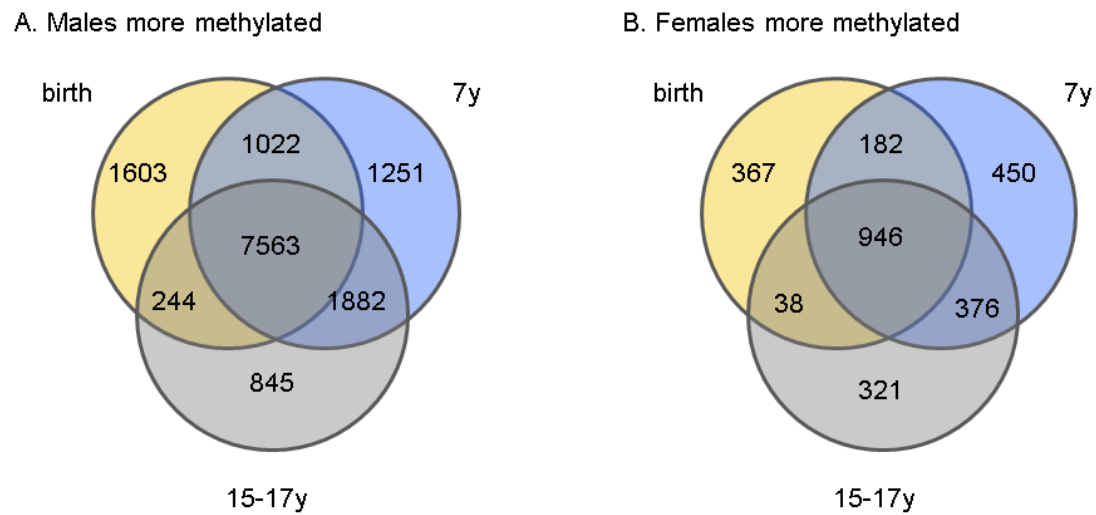 A. Males more methylated
birth
7y
1022
1603
1251
7563
244
1882
845
15-17y
B. Females more methylated
birth
7y
182
367
450
946
38
376
321
15-17y